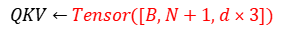 QKV ← Tensor([B, N + 1, d × 3])